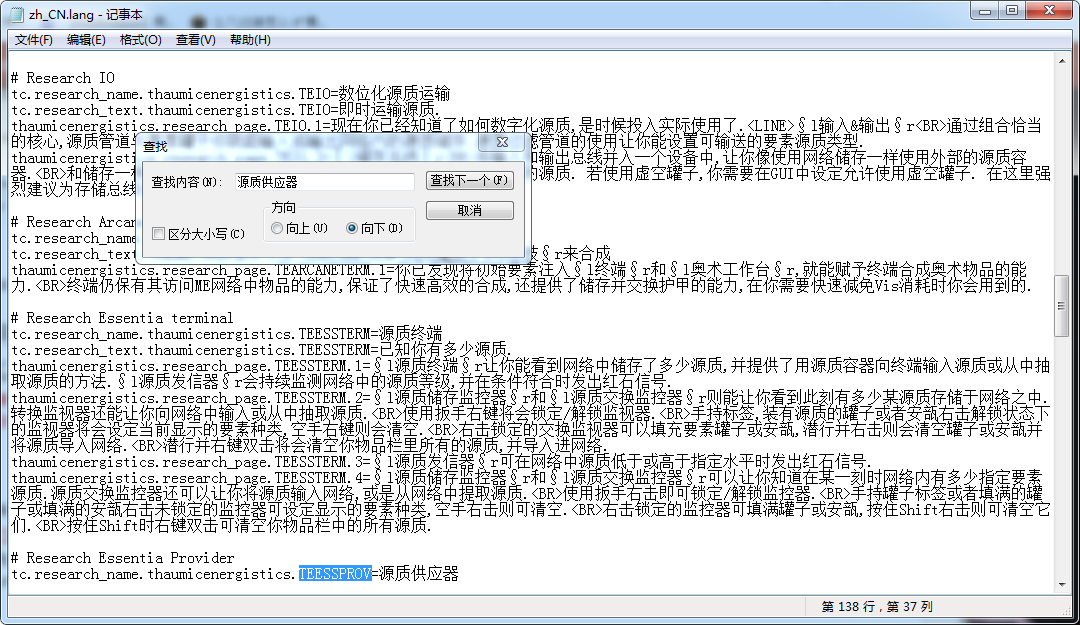 zh_CN.lang - 记事本
文件(F) 编辑(E) 格式(O) 查看(V) 帮助(H)
# Research IO
tc.research_name.thaumicenergistics.TEIO=数位化源质运输
tc.research_text.thaumicenergistics.TEIO=即时运输源质.
thaumicenergistics.research_page.TEIO.1=现在你已经知道了如何数字化源质,是时候投入实际使用了.<LINE>§l输入&输出§r<BR>通过组合恰当
的核心,源质管道
滤管道的使用让你能设置可输送的要素源质类型.
thaumicenergistic
和输出总线开入一个设备中,让你像使用网络储存一样使用外部的源质容
器.<BR>和储存一样
的源质. 若使用虚空罐子,你需要在GUI中设定允许使用虚空罐子. 在这里强
烈建议为存储总线
查找
查找内容(N): 源质供应器
查找下一个(F)
方向
取消
区分大小写(C)
向上(U) 向下(D)
# Research Arcan
tc.research_name
tc.research_text
§r来合成
thaumicenergistics.research_page.TEARCANETERM.1=你已发现将初始要素注入§l终端§r和§l奥术工作台§r,就能赋予终端合成奥术物品的能
力.<BR>终端仍保有其访问ME网络中物品的能力,保证了快速高效的合成,还提供了储存并交换护甲的能力,在你需要快速减免Vis消耗时你会用到的.
# Research Essentia terminal
tc.research_name.thaumicenergistics.TEESSTERM=源质终端
tc.research_text.thaumicenergistics.TEESSTERM=已知你有多少源质.
thaumicenergistics.research_page.TEESSTERM.1=§l源质终端§r让你能看到网络中储存了多少源质,并提供了用源质容器向终端输入源质或从中抽
取源质的方法.§l源质发信器§r会持续监测网络中的源质等级,并在条件符合时发出红石信号.
thaumicenergistics.research_page.TEESSTERM.2=§l源质储存监控器§r和§l源质交换监控器§r则能让你看到此刻有多少某源质存储于网络之中.
转换监视器还能让你向网络中输入或从中抽取源质.<BR>使用扳手右键将会锁定/解锁监视器.<BR>手持标签,装有源质的罐子或者安瓿右击解锁状态下
的监视器将会设定当前显示的要素种类,空手右键则会清空.<BR>右击锁定的交换监视器可以填充要素罐子或安瓿,潜行并右击则会清空罐子或安瓿并
将源质导入网络.<BR>潜行并右键双击将会清空你物品栏里所有的源质,并导入进网络.
thaumicenergistics.research_page.TEESSTERM.3=§l源质发信器§r可在网络中源质低于或高于指定水平时发出红石信号.
thaumicenergistics.research_page.TEESSTERM.4=§l源质储存监控器§r和§l源质交换监控器§r可以让你知道在某一刻时网络内有多少指定要素
源质.源质交换监控器还可以让你将源质输入网络,或是从网络中提取源质.<BR>使用扳手右击即可锁定/解锁监控器.<BR>手持罐子标签或者填满的罐
子或填满的安瓿右击未锁定的监控器可设定显示的要素种类,空手右击则可清空.<BR>右击锁定的监控器可填满罐子或安瓿,按住Shift右击则可清空它
们.<BR>按住Shift时右键双击可清空你物品栏中的所有源质.
# Research Essentia Provider
tc.research_name.thaumicenergistics.TEESSPROV=源质供应器
第 138 行，第 37 列